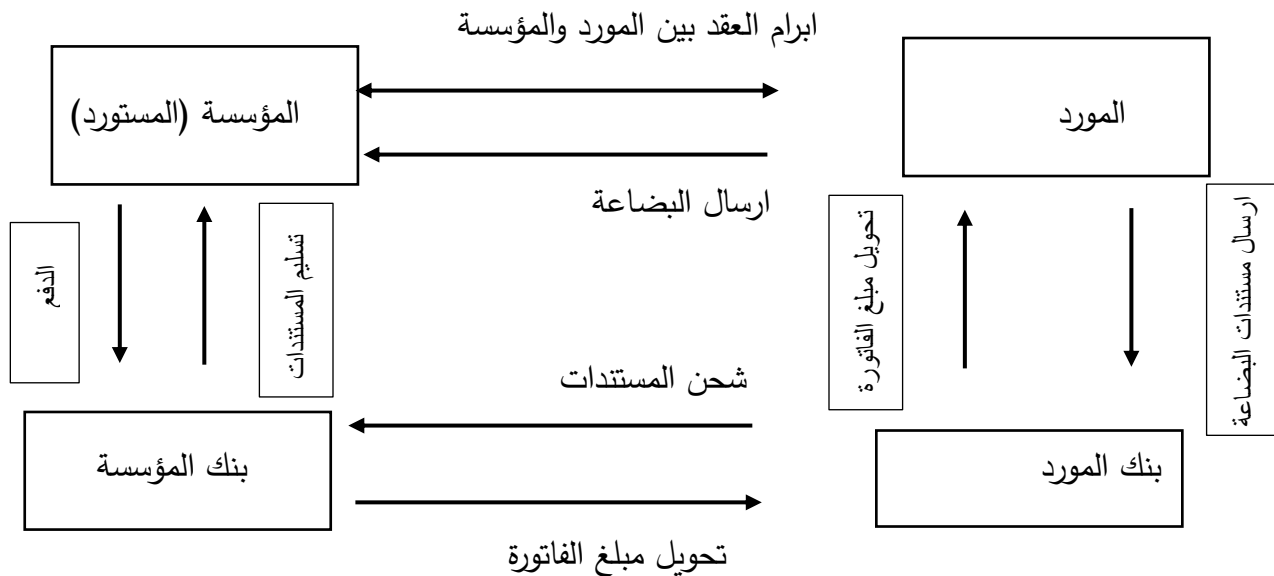 ابرام العقد بين المورد والمؤسسة
المورد
المؤسسة (المستورد)
ارسال البضاعة
ارسال مستندات البضاعة
تحويل مبلغ الفاتورة
تسليم المستندات
الدفع
شحن المستندات
بنك المورد
بنك المؤسسة
تحويل مبلغ الفاتورة